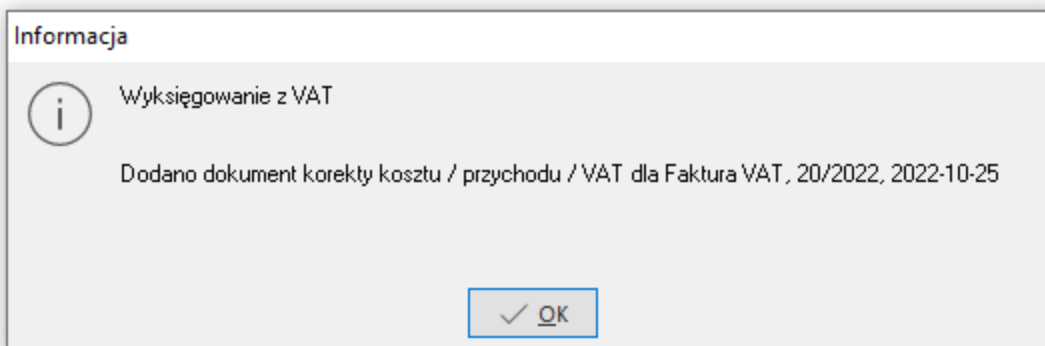 Informacja
Wyksięgowanie z VAT
Dodano dokument korekty kosztu / przychodu / VAT dla Faktura VAT, 20/2022, 2022-10-25
OK